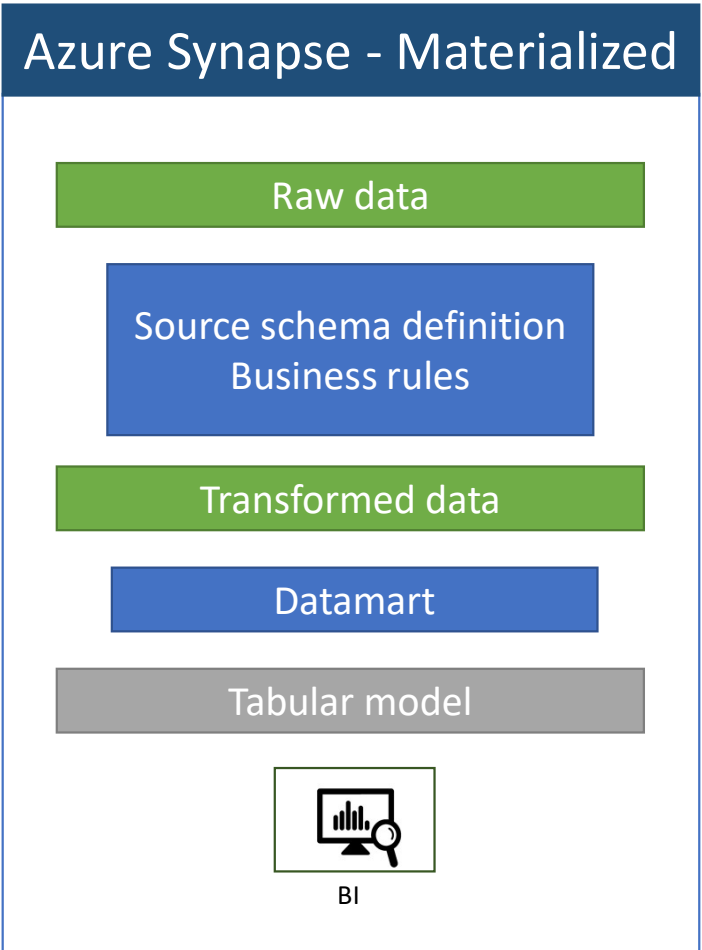 Azure Synapse - Materialized
Raw data
Source schema definition
Business rules
Transformed data
Datamart
Tabular model
BI